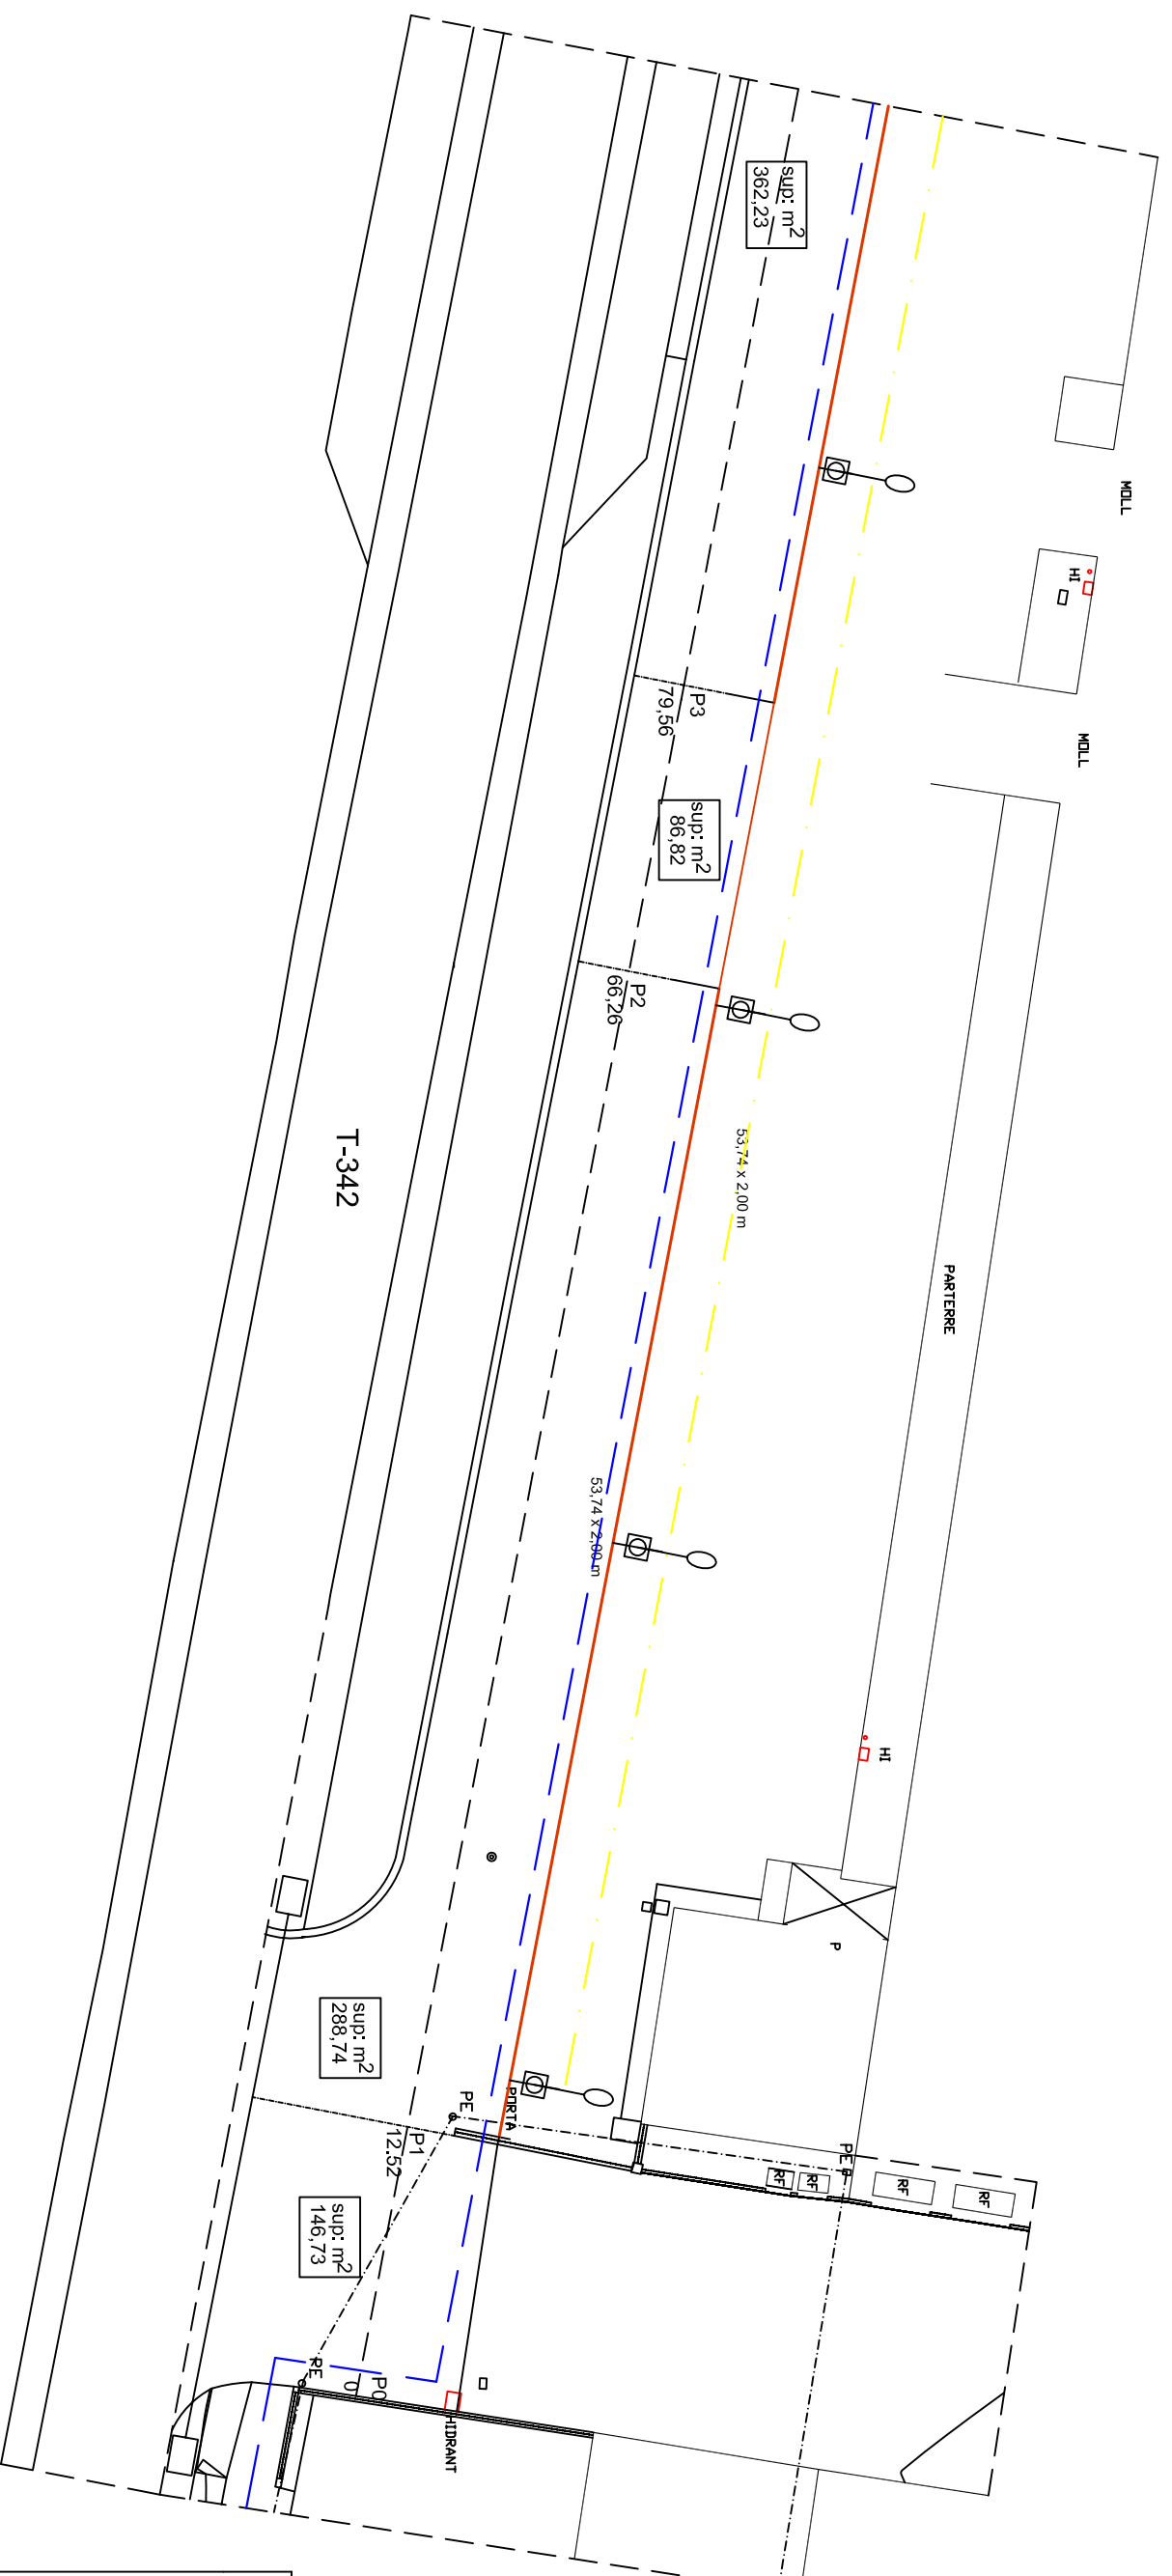 sup: m2
362,23
MOLL
HI
P3
79,56
MOLL
sup: m2
86,82
P2
66,26
T-342
53,74 x 2,00 m
PARTERRE
53,74 x 2,00 m
HI
P
sup: m2
288,74
PE
PORTA
P1
12.52
PE
RF
RF
RF
RF
sup: m2
146,73
PE
P0
0
HIDRANT